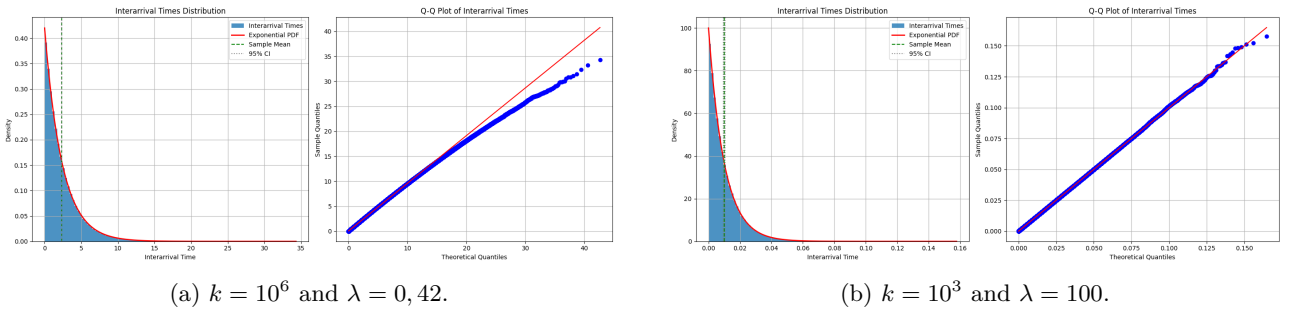 Interarrival Times Distribution
Interarrival Times
Exponential PDF
Sample Mean
95% CI
Density
0.40
0.35
0.30
0.25
0.20
0.15
0.10
0.05
0.00
0 5 10 15 20 25 30 35
Interarrival Time
Q-Q Plot of Interarrival Times
Sample Quantiles
40
35
30
25
20
15
10
5
0
0 10 20 30 40
Theoretical Quantiles
(a) k = 10⁶ and λ = 0, 42.
Interarrival Times Distribution
Interarrival Times
Exponential PDF
Sample Mean
95% CI
Density
100
80
60
40
20
0
0.00 0.02 0.04 0.06 0.08 0.10 0.12 0.14 0.16
Interarrival Time
Q-Q Plot of Interarrival Times
Sample Quantiles
0.150
0.125
0.100
0.075
0.050
0.025
0.000
0.000 0.025 0.050 0.075 0.100 0.125 0.150
Theoretical Quantiles
(b) k = 10³ and λ = 100.